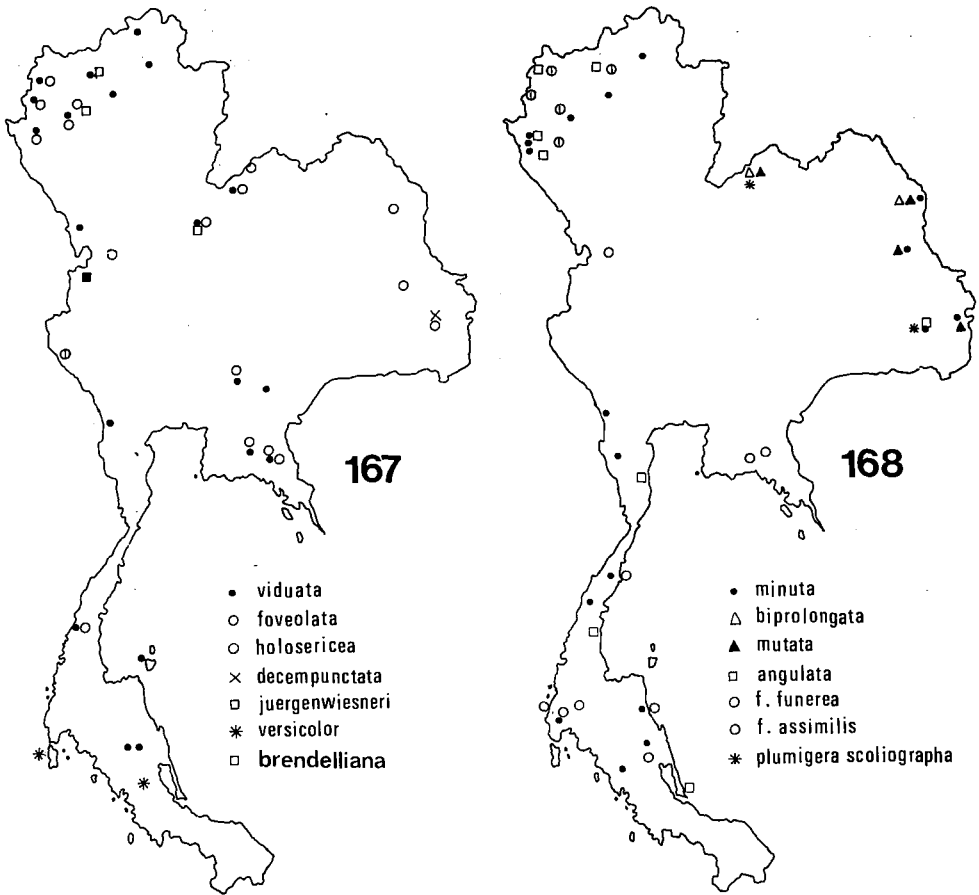 167
viduata
foveolata
holosericea
decempunctata
juergenwiesneri
versicolor
brendelliana
168
minuta
biprolongata
mutata
angulata
f. funerea
f. assimilis
plumigera scoliographa